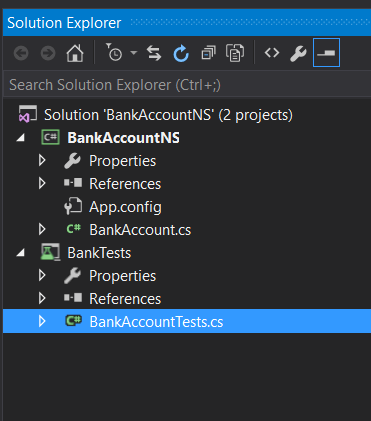 Solution Explorer
Search Solution Explorer (Ctrl+;)
Solution 'BankAccountNS' (2 projects)
C# BankAccountNS
Properties
References
App.config
C# BankAccount.cs
BankTests
Properties
References
C# BankAccountTests.cs